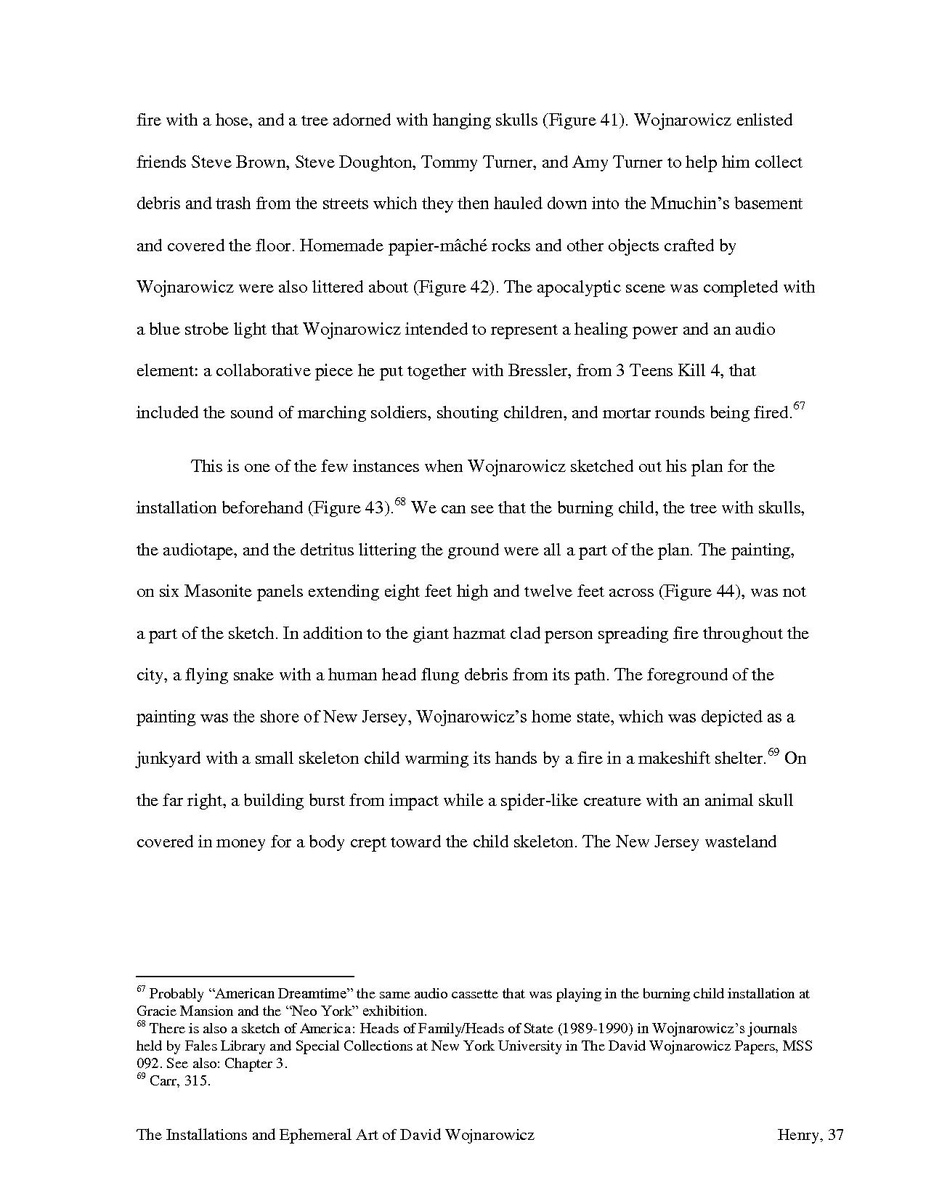 fire with a hose, and a tree adorned with hanging skulls (Figure 41). Wojnarowicz enlisted
friends Steve Brown, Steve Doughton, Tommy Turner, and Amy Turner to help him collect
debris and trash from the streets which they then hauled down into the Mnuchin’s basement
and covered the floor. Homemade papier-mâché rocks and other objects crafted by
Wojnarowicz were also littered about (Figure 42). The apocalyptic scene was completed with
a blue strobe light that Wojnarowicz intended to represent a healing power and an audio
element: a collaborative piece he put together with Bressler, from 3 Teens Kill 4, that
included the sound of marching soldiers, shouting children, and mortar rounds being fired.67
This is one of the few instances when Wojnarowicz sketched out his plan for the
installation beforehand (Figure 43).68 We can see that the burning child, the tree with skulls,
the audiotape, and the detritus littering the ground were all a part of the plan. The painting,
on six Masonite panels extending eight feet high and twelve feet across (Figure 44), was not
a part of the sketch. In addition to the giant hazmat clad person spreading fire throughout the
city, a flying snake with a human head flung debris from its path. The foreground of the
painting was the shore of New Jersey, Wojnarowicz’s home state, which was depicted as a
junkyard with a small skeleton child warming its hands by a fire in a makeshift shelter.69 On
the far right, a building burst from impact while a spider-like creature with an animal skull
covered in money for a body crept toward the child skeleton. The New Jersey wasteland
67 Probably “American Dreamtime” the same audio cassette that was playing in the burning child installation at
Gracie Mansion and the “Neo York” exhibition.
68 There is also a sketch of America: Heads of Family/Heads of State (1989-1990) in Wojnarowicz’s journals
held by Fales Library and Special Collections at New York University in The David Wojnarowicz Papers, MSS
092. See also: Chapter 3.
69 Carr, 315.
The Installations and Ephemeral Art of David Wojnarowicz Henry, 37